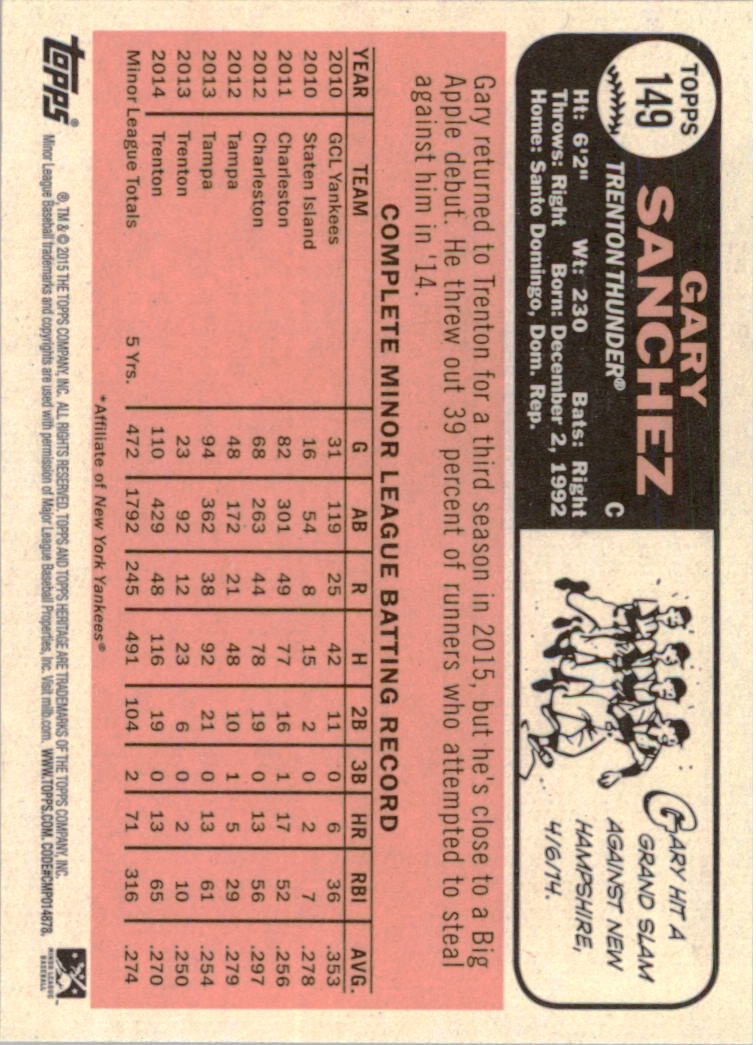 TOPPS
149
GARY
SANCHEZ
TRENTON THUNDER® C
Ht: 6'2" Wt: 230 Bats: Right
Throws: Right Born: December 2, 1992
Home: Santo Domingo, Dom. Rep.
GARY HIT A
GRAND SLAM
AGAINST NEW
HAMPSHIRE,
4/6/14.
Gary returned to Trenton for a third season in 2015, but he's close to a Big
Apple debut. He threw out 39 percent of runners who attempted to steal
against him in '14.
COMPLETE MINOR LEAGUE BATTING RECORD
YEAR TEAM G AB R H 2B 3B HR RBI AVG.
2010 GCL Yankees 31 119 25 42 11 0 6 36 .353
2010 Staten Island 16 54 8 15 2 0 2 7 .278
2011 Charleston 82 301 49 77 16 1 17 52 .256
2012 Charleston 68 263 44 78 19 0 13 56 .297
2012 Tampa 48 172 21 48 10 1 5 29 .279
2013 Tampa 94 362 38 92 21 0 13 61 .254
2013 Trenton 23 92 12 23 6 0 2 10 .250
2014 Trenton 110 429 48 116 19 0 13 65 .270
Minor League Totals 5 Yrs. 472 1792 245 491 104 2 71 316 .274
*Affiliate of New York Yankees®
topps®
®, TM & © 2015 THE TOPPS COMPANY, INC. ALL RIGHTS RESERVED. TOPPS AND TOPPS HERITAGE ARE TRADEMARKS OF THE TOPPS COMPANY, INC.
Minor League Baseball trademarks and copyrights are used with permission of Major League Baseball Properties, Inc. Visit milb.com. WWW.TOPPS.COM. CODE#CMP014878.
MINOR LEAGUE
BASEBALL™